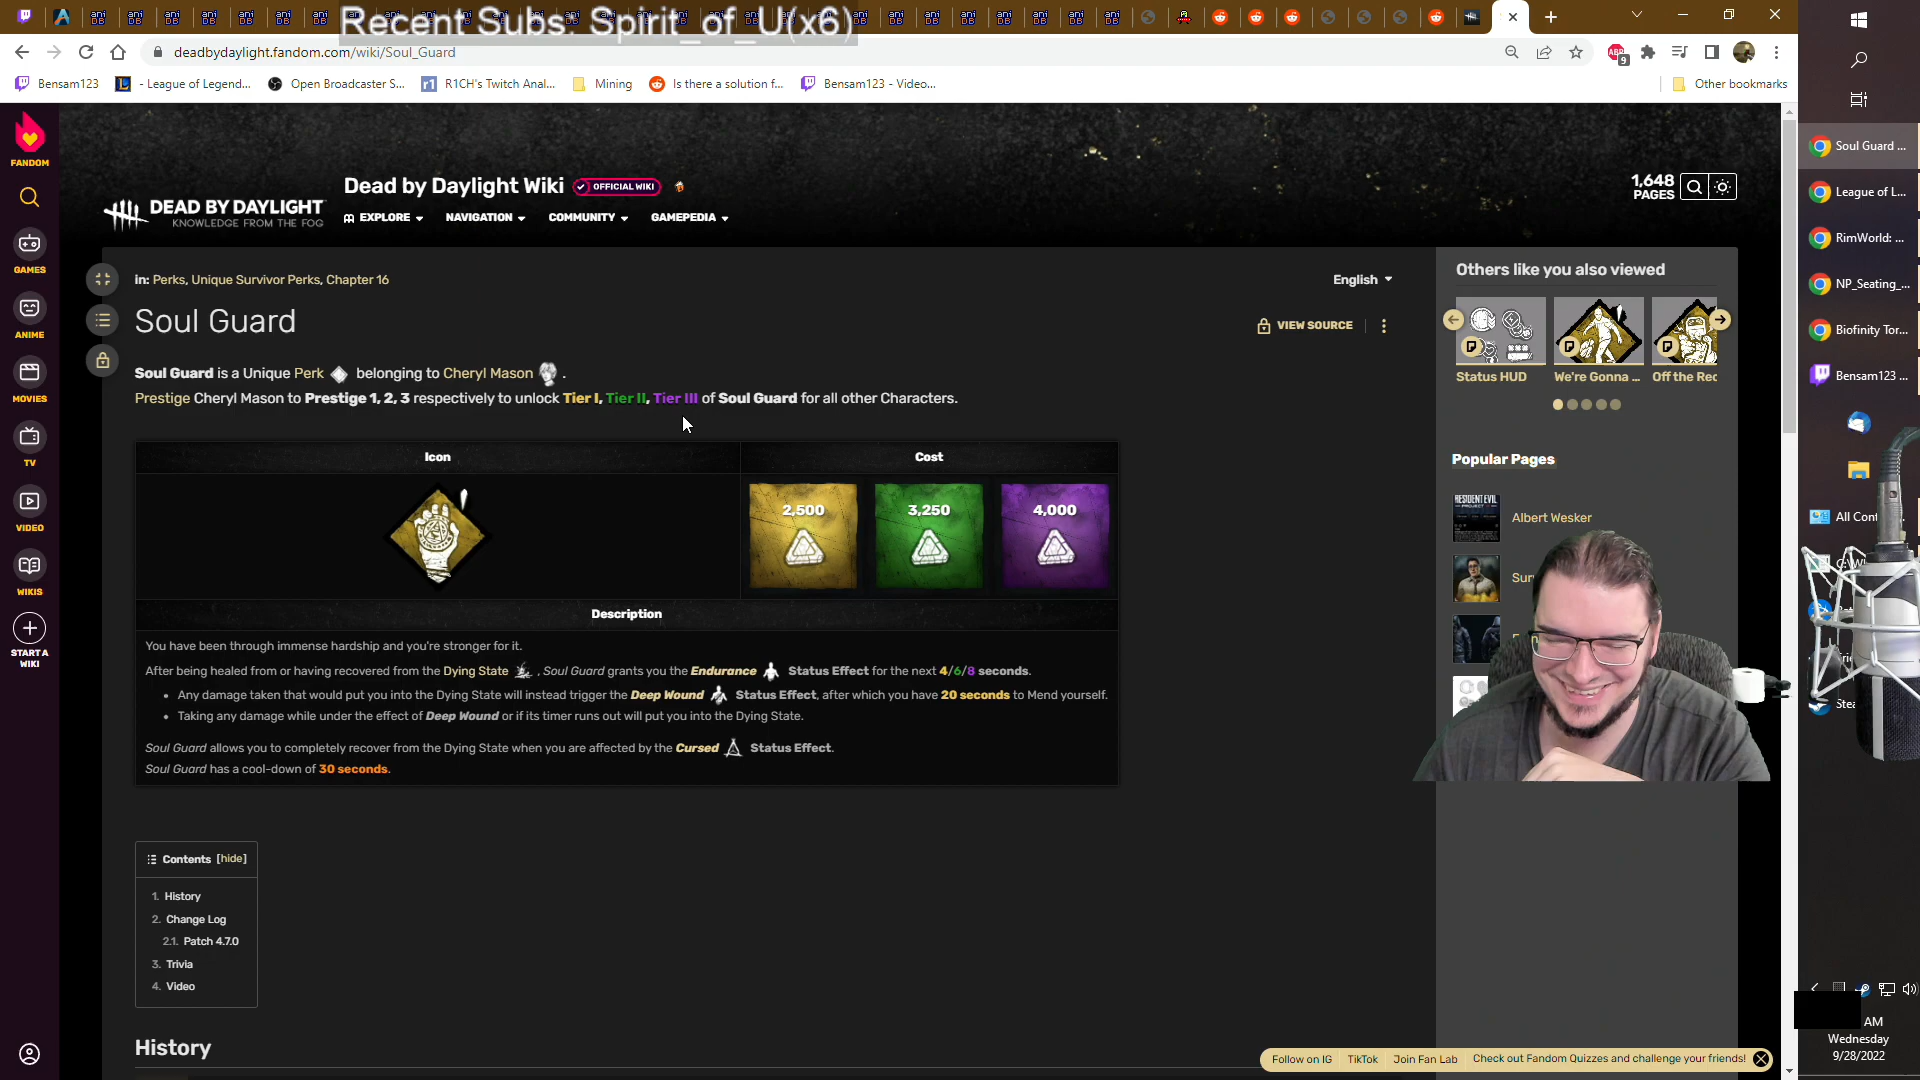 Recent Subs: Spirit_of_U(x6)
deadbydaylight.fandom.com/wiki/Soul_Guard
Bensam123
- League of Legend...
Open Broadcaster S...
R1CH's Twitch Anal...
Mining
Is there a solution f...
Bensam123 - Video...
Other bookmarks
FANDOM
GAMES
ANIME
MOVIES
TV
VIDEO
WIKIS
START A
WIKI
DEAD BY DAYLIGHT
KNOWLEDGE FROM THE FOG
Dead by Daylight Wiki
OFFICIAL WIKI
EXPLORE
NAVIGATION
COMMUNITY
GAMEPEDIA
1,648
PAGES
in: Perks, Unique Survivor Perks, Chapter 16
English
Soul Guard
VIEW SOURCE
Soul Guard is a Unique Perk belonging to Cheryl Mason .
Prestige Cheryl Mason to Prestige 1, 2, 3 respectively to unlock Tier I, Tier II, Tier III of Soul Guard for all other Characters.
Icon
Cost
2,500
3,250
4,000
Description
You have been through immense hardship and you're stronger for it.
After being healed from or having recovered from the Dying State , Soul Guard grants you the Endurance Status Effect for the next 4/6/8 seconds.
• Any damage taken that would put you into the Dying State will instead trigger the Deep Wound Status Effect, after which you have 20 seconds to Mend yourself.
• Taking any damage while under the effect of Deep Wound or if its timer runs out will put you into the Dying State.
Soul Guard allows you to completely recover from the Dying State when you are affected by the Cursed Status Effect.
Soul Guard has a cool-down of 30 seconds.
Contents [hide]
1. History
2. Change Log
2.1. Patch 4.7.0
3. Trivia
4. Video
History
Others like you also viewed
Status HUD
We're Gonna ...
Off the Rec
Popular Pages
RESIDENT EVIL
Albert Wesker
Follow on IG
TikTok
Join Fan Lab
Check out Fandom Quizzes and challenge your friends!
Soul Guard ...
League of L...
RimWorld: ...
NP_Seating_...
Biofinity Tor...
Bensam123 ...
All Cont
Stea
AM
Wednesday
9/28/2022